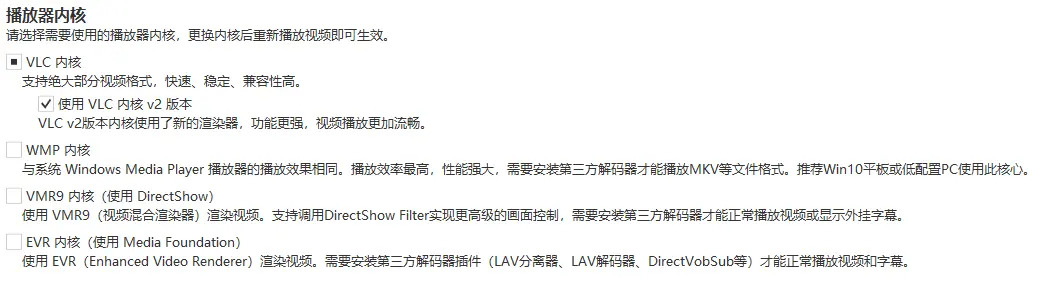 播放器内核
请选择需要使用的播放器内核，更换内核后重新播放视频即可生效。
VLC 内核
支持绝大部分视频格式，快速、稳定、兼容性高。
使用 VLC 内核 v2 版本
VLC v2版本内核使用了新的渲染器，功能更强，视频播放更加流畅。
WMP 内核
与系统 Windows Media Player 播放器的播放效果相同。播放效率最高，性能强大，需要安装第三方解码器才能播放MKV等文件格式。推荐Win10平板或低配置PC使用此核心。
VMR9 内核（使用 DirectShow）
使用 VMR9（视频混合渲染器）渲染视频。支持调用DirectShow Filter实现更高级的画面控制，需要安装第三方解码器才能正常播放视频或显示外挂字幕。
EVR 内核（使用 Media Foundation）
使用 EVR（Enhanced Video Renderer）渲染视频。需要安装第三方解码器插件（LAV分离器、LAV解码器、DirectVobSub等）才能正常播放视频和字幕。